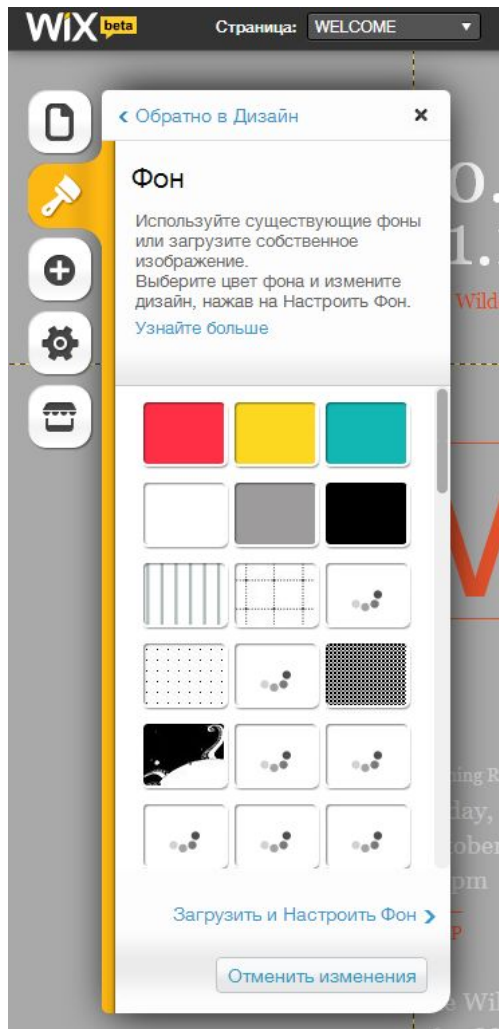 WiX beta
Страница: WELCOME
Обратно в Дизайн
Фон
Используйте существующие фоны
или загрузите собственное
изображение.
Выберите цвет фона и измените
дизайн, нажав на Настроить Фон.
Узнайте больше
Загрузить и Настроить Фон
Отменить изменения